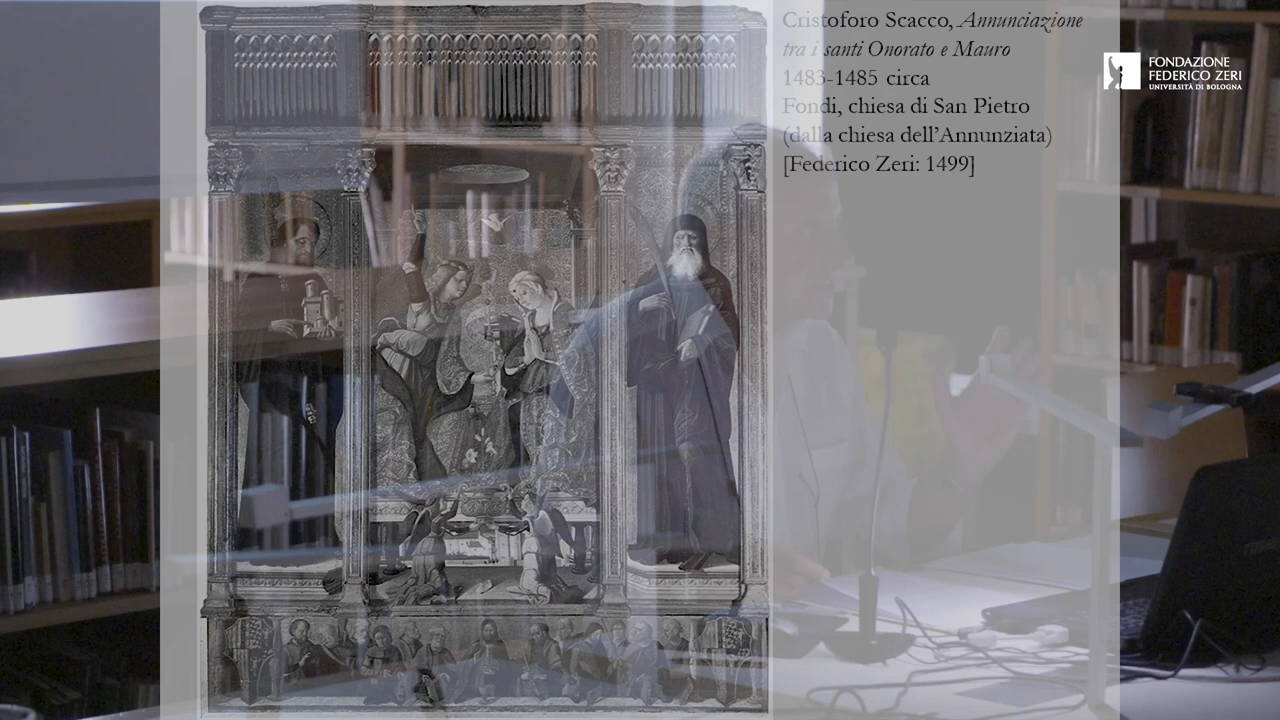 Cristoforo Scacco, Annunciazione
tra i santi Onorato e Mauro
1483-1485 circa
Fondi, chiesa di San Pietro
(dalla chiesa dell'Annunziata)
[Federico Zeri: 1499]
FONDAZIONE
FEDERICO ZERI
UNIVERSITÀ DI BOLOGNA